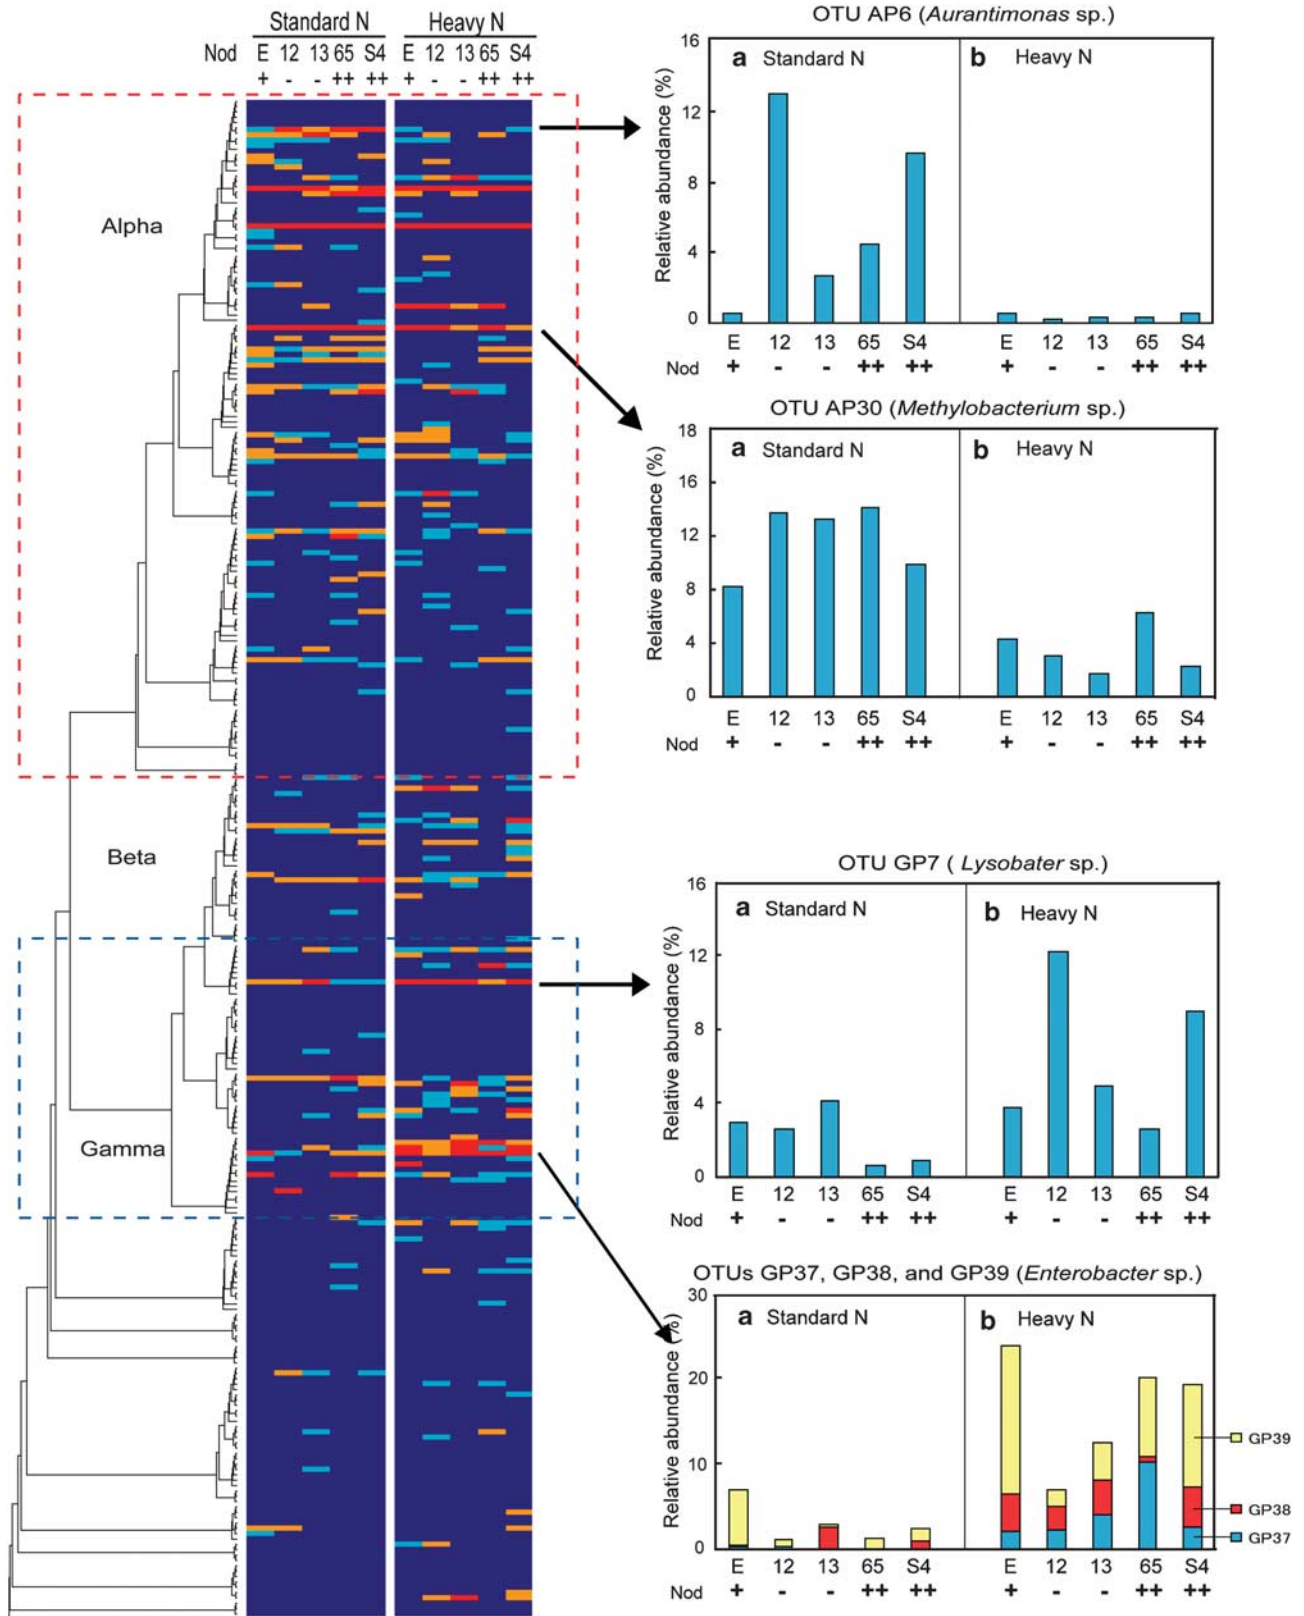 Standard N Heavy N
Nod E 12 13 65 S4 E 12 13 65 S4
+ - - ++ ++ + - - ++ ++
Alpha
Beta
Gamma
OTU AP6 (Aurantimonas sp.)
a Standard N b Heavy N
Relative abundance (%)
16
12
8
4
0
E 12 13 65 S4 E 12 13 65 S4
Nod + - - ++ ++ + - - ++ ++
OTU AP30 (Methylobacterium sp.)
a Standard N b Heavy N
Relative abundance (%)
18
16
12
8
4
0
E 12 13 65 S4 E 12 13 65 S4
Nod + - - ++ ++ + - - ++ ++
OTU GP7 ( Lysobater sp.)
a Standard N b Heavy N
Relative abundance (%)
16
12
8
4
0
E 12 13 65 S4 E 12 13 65 S4
Nod + - - ++ ++ + - - ++ ++
OTUs GP37, GP38, and GP39 (Enterobacter sp.)
a Standard N b Heavy N
Relative abundance (%)
30
20
10
0
GP39
GP38
GP37
E 12 13 65 S4 E 12 13 65 S4
Nod + - - ++ ++ + - - ++ ++